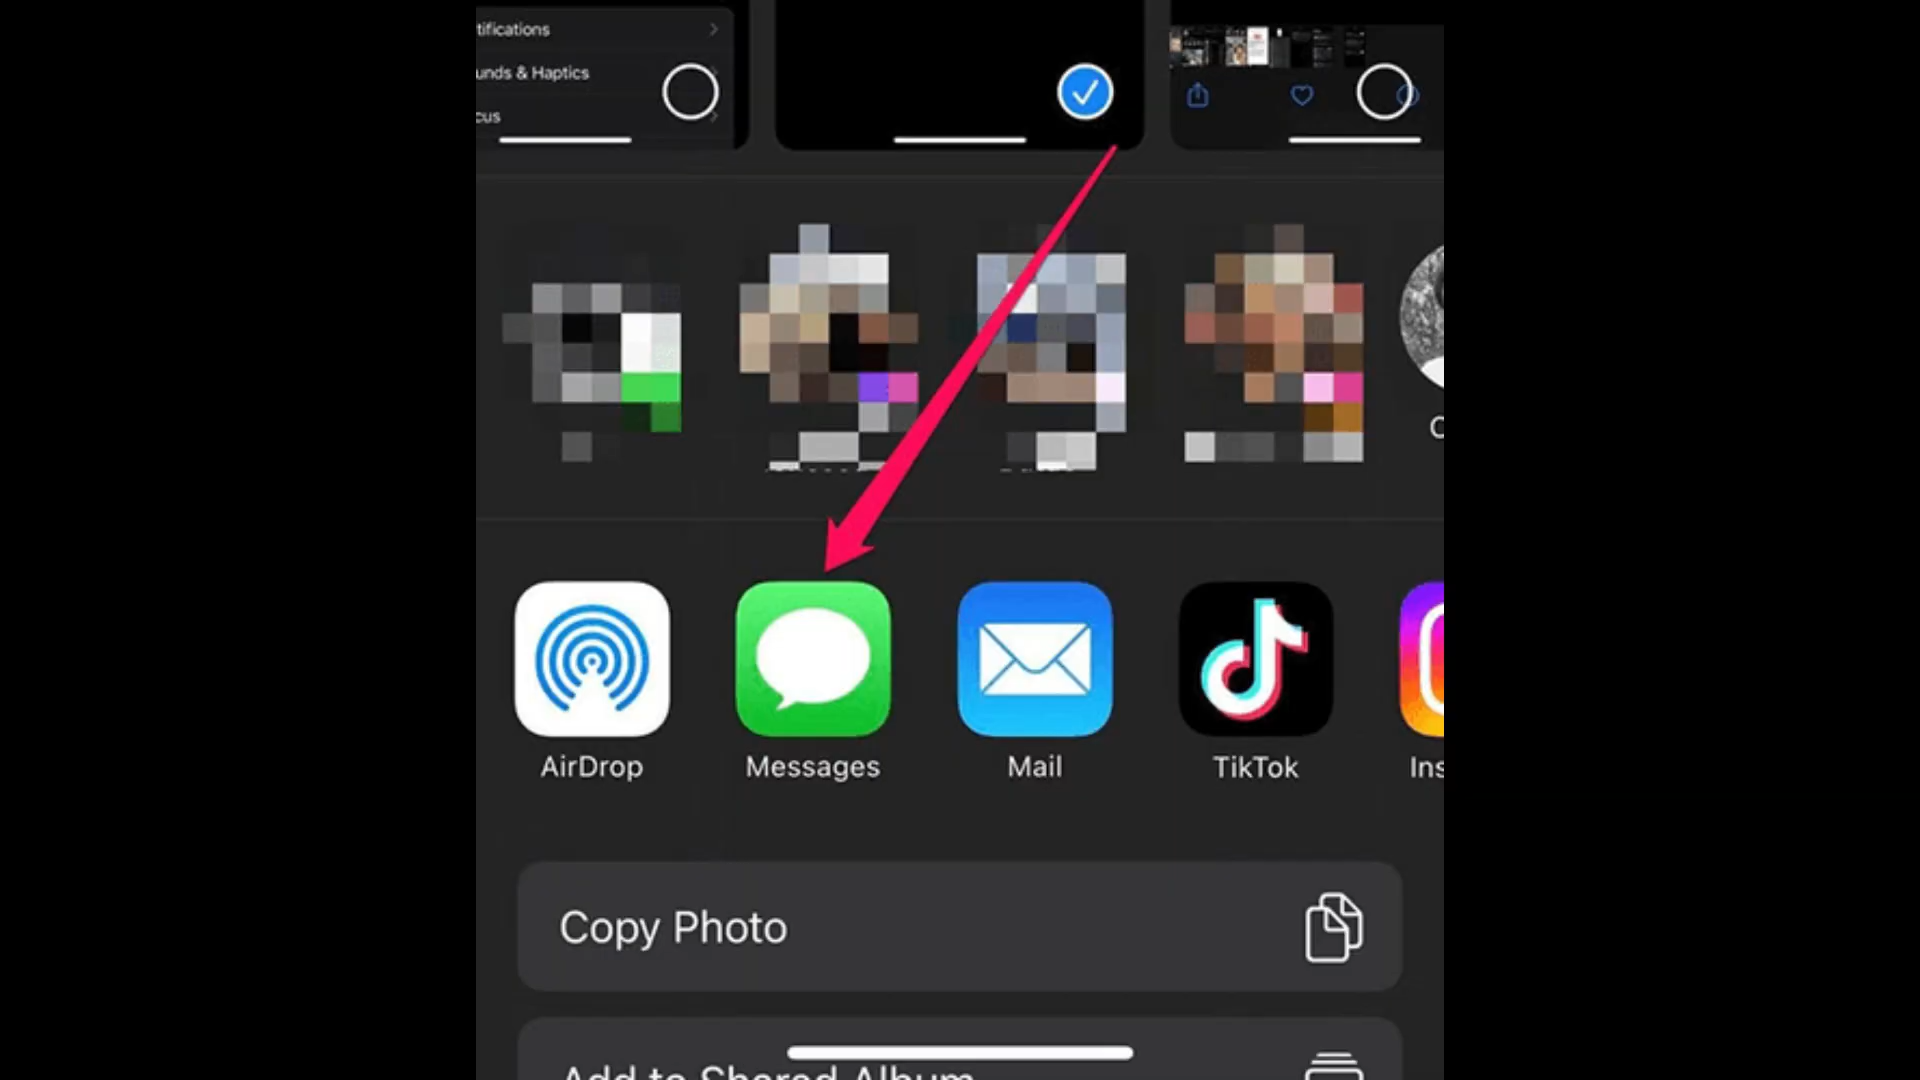 tifications
unds & Haptics
cus
AirDrop
Messages
Mail
TikTok
Ins
Copy Photo
Add to Shared Album